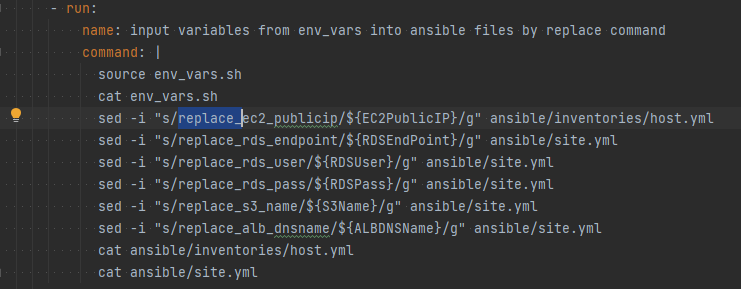 - run:
name: input variables from env_vars into ansible files by replace command
command: |
source env_vars.sh
cat env_vars.sh
sed -i "s/replace_ec2_publicip/${EC2PublicIP}/g" ansible/inventories/host.yml
sed -i "s/replace_rds_endpoint/${RDSEndPoint}/g" ansible/site.yml
sed -i "s/replace_rds_user/${RDSUser}/g" ansible/site.yml
sed -i "s/replace_rds_pass/${RDSPass}/g" ansible/site.yml
sed -i "s/replace_s3_name/${S3Name}/g" ansible/site.yml
sed -i "s/replace_alb_dnsname/${ALBDNSName}/g" ansible/site.yml
cat ansible/inventories/host.yml
cat ansible/site.yml